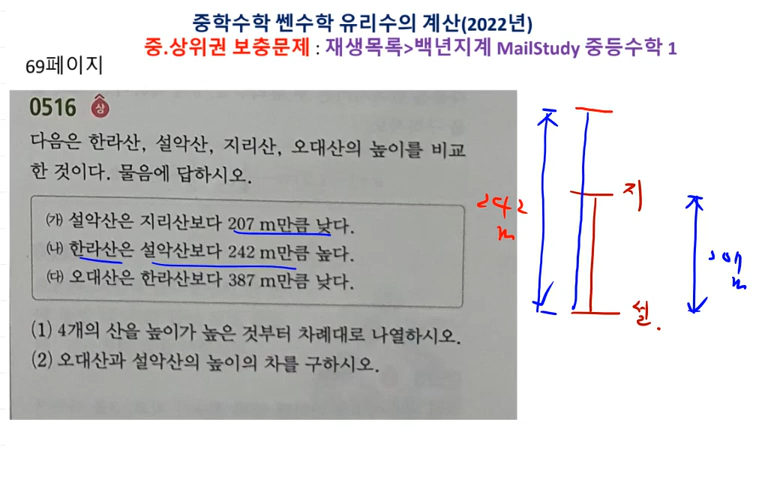 중학수학 쎈수학 유리수의 계산(2022년)
중.상위권 보충문제 : 재생목록>백년지계 MailStudy 중등수학 1
69페이지
0516 상
다음은 한라산, 설악산, 지리산, 오대산의 높이를 비교
한 것이다. 물음에 답하시오.
㈎ 설악산은 지리산보다 207 m만큼 낮다.
㈏ 한라산은 설악산보다 242 m만큼 높다.
㈐ 오대산은 한라산보다 387 m만큼 낮다.
(1) 4개의 산을 높이가 높은 것부터 차례대로 나열하시오.
(2) 오대산과 설악산의 높이의 차를 구하시오.
242
m
지
207
m
설.